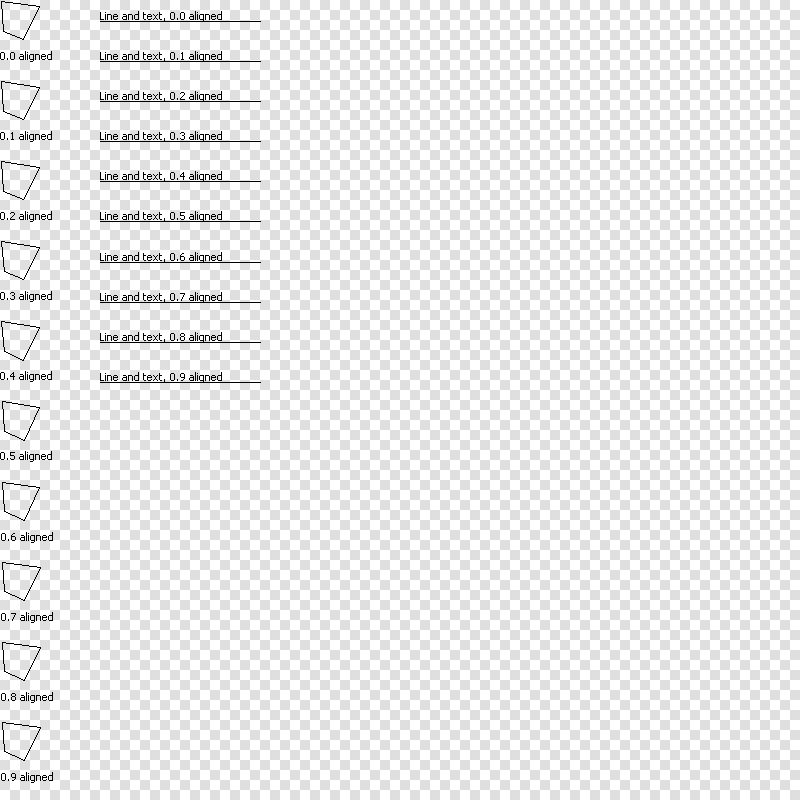 Line and text, 0.0 aligned
0.0 aligned
Line and text, 0.1 aligned
Line and text, 0.2 aligned
0.1 aligned
Line and text, 0.3 aligned
Line and text, 0.4 aligned
0.2 aligned
Line and text, 0.5 aligned
Line and text, 0.6 aligned
0.3 aligned
Line and text, 0.7 aligned
Line and text, 0.8 aligned
0.4 aligned
Line and text, 0.9 aligned
0.5 aligned
0.6 aligned
0.7 aligned
0.8 aligned
0.9 aligned